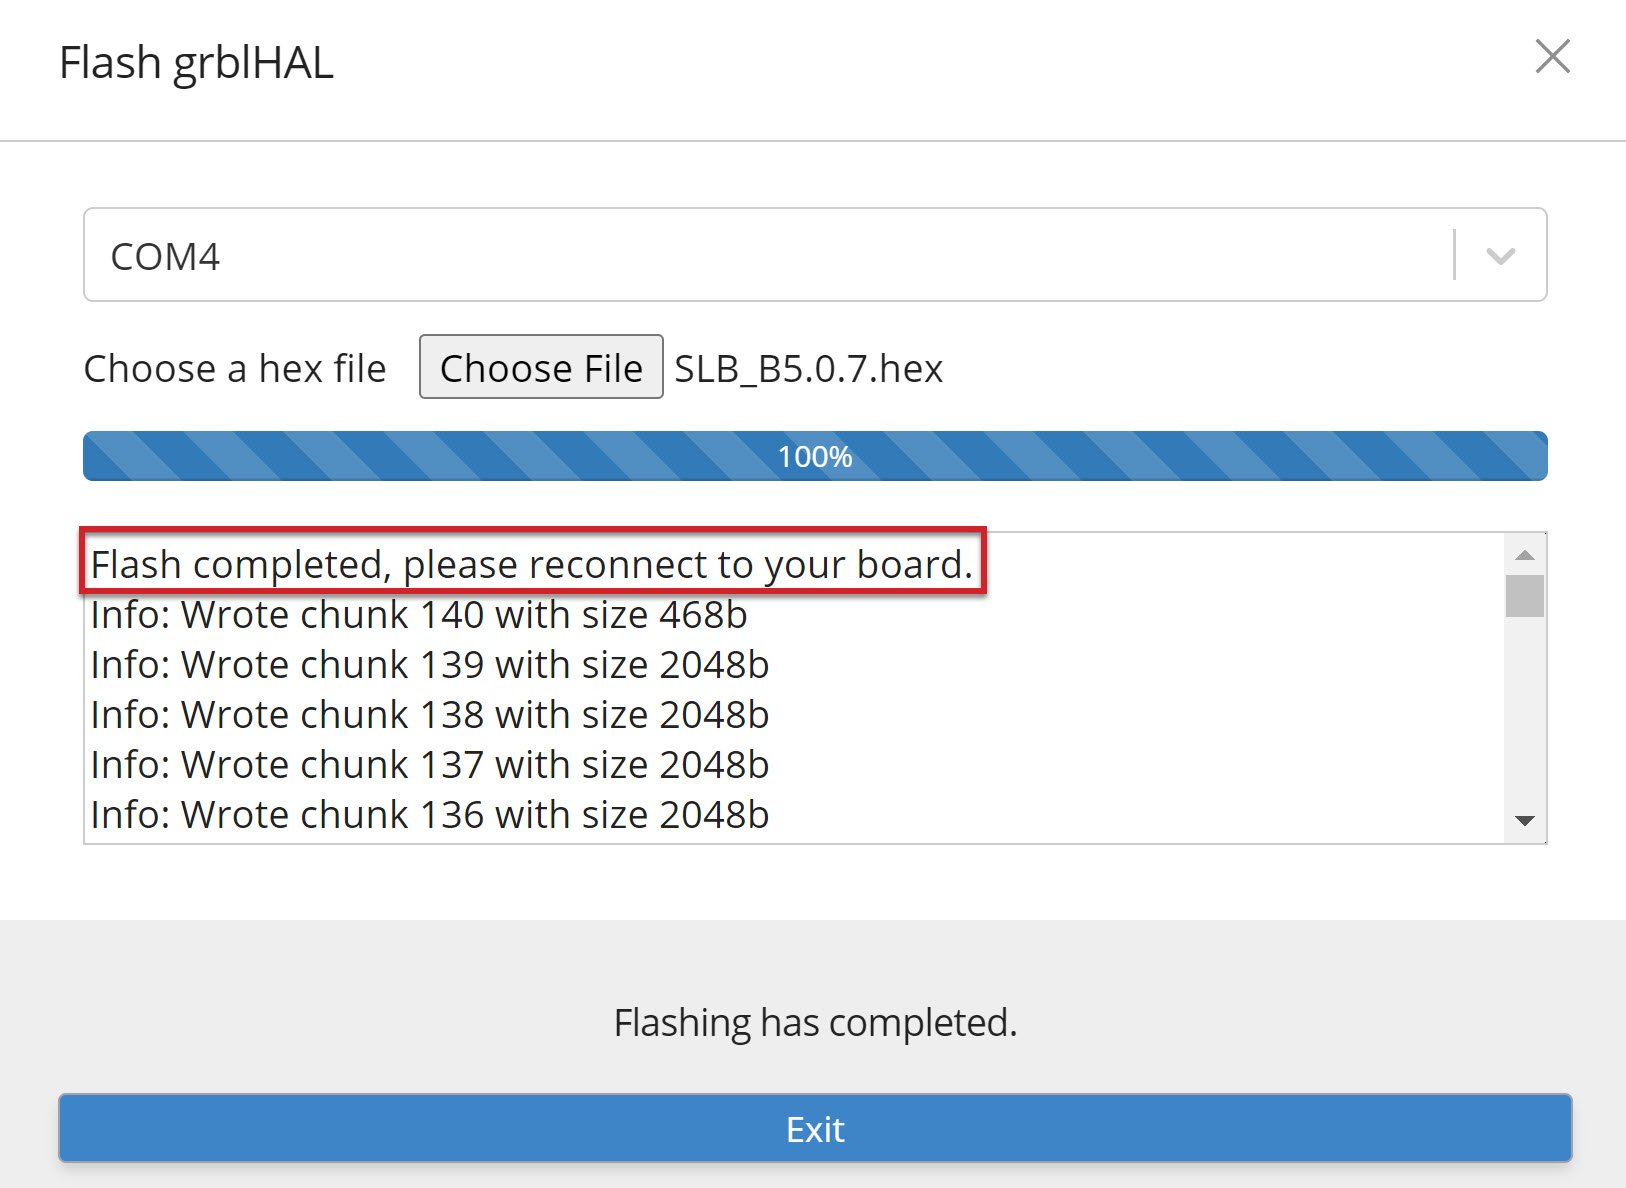 Flash grblHAL
COM4
Choose a hex file Choose File SLB_B5.0.7.hex
100%
Flash completed, please reconnect to your board.
Info: Wrote chunk 140 with size 468b
Info: Wrote chunk 139 with size 2048b
Info: Wrote chunk 138 with size 2048b
Info: Wrote chunk 137 with size 2048b
Info: Wrote chunk 136 with size 2048b
Flashing has completed.
Exit